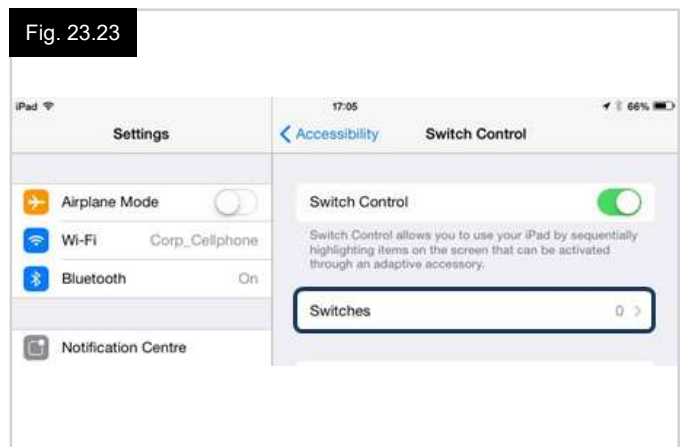 Fig. 23.23
iPad 17:05 66%
Settings
Accessibility Switch Control
Airplane Mode
Switch Control
Wi-Fi Corp_Cellphone
Switch Control allows you to use your iPad by sequentially
highlighting items on the screen that can be activated
through an adaptive accessory.
Bluetooth On
Switches 0
Notification Centre